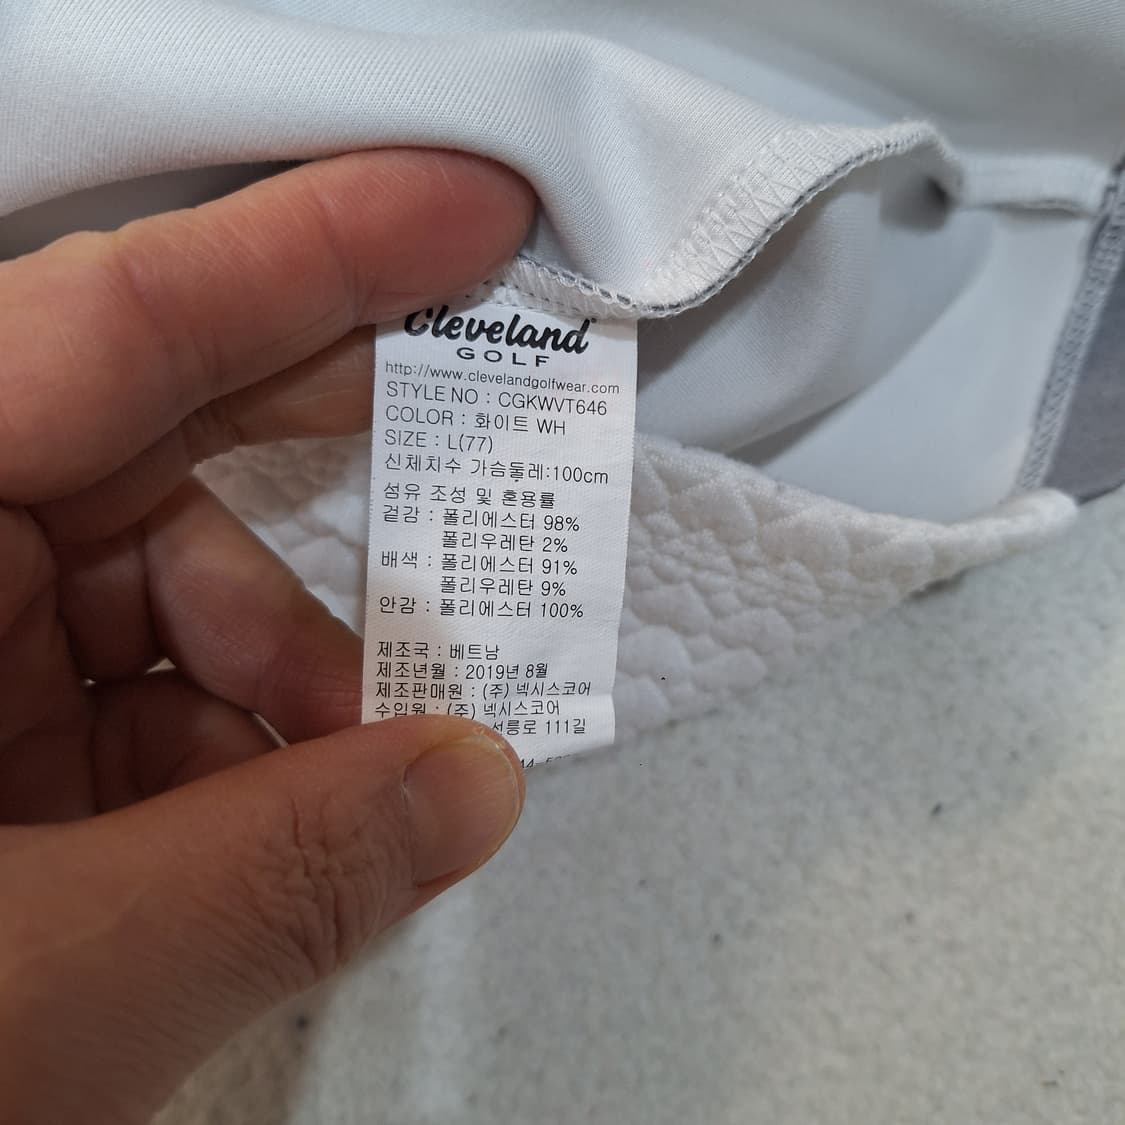 Cleveland
GOLF
http://www.clevelandgolfwear.com
STYLE NO : CGKWVT646
COLOR : 화이트 WH
SIZE : L(77)
신체치수 가슴둘레:100cm
섬유 조성 및 혼용률
겉감 : 폴리에스터 98%
폴리우레탄 2%
배색 : 폴리에스터 91%
폴리우레탄 9%
안감 : 폴리에스터 100%
제조국 : 베트남
제조년월 : 2019년 8월
제조판매원 : (주) 넥시스코어
수입원 : (주) 넥시스코어
선릉로 111길